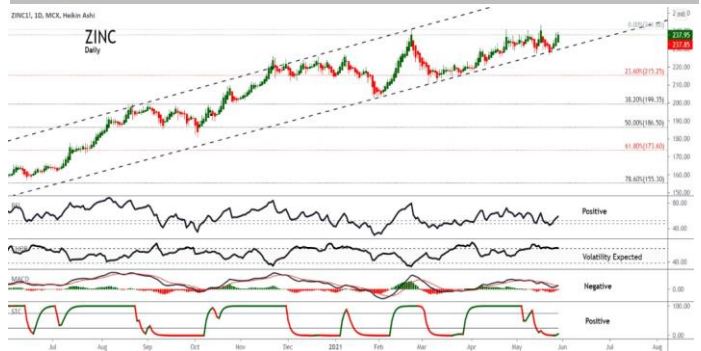 ZINC1!, 1D, MCX, Heikin Ashi
ZINC
Daily
237.95
237.85
230.00
220.00
23.60%(215.25)
210.00
38.20%(199.35)
200.00
190.00
50.00%(186.50)
180.00
61.80%(173.60)
170.00
160.00
78.60%(155.30)
150.00
80.00
Positive
40.00
Volatility Expected
40.00
MACD
Negative
0.00
100.00
STC
Positive
0.00
Jul Aug Sep Oct Nov Dec 2021 Feb Mar Apr May Jun Jul Aug